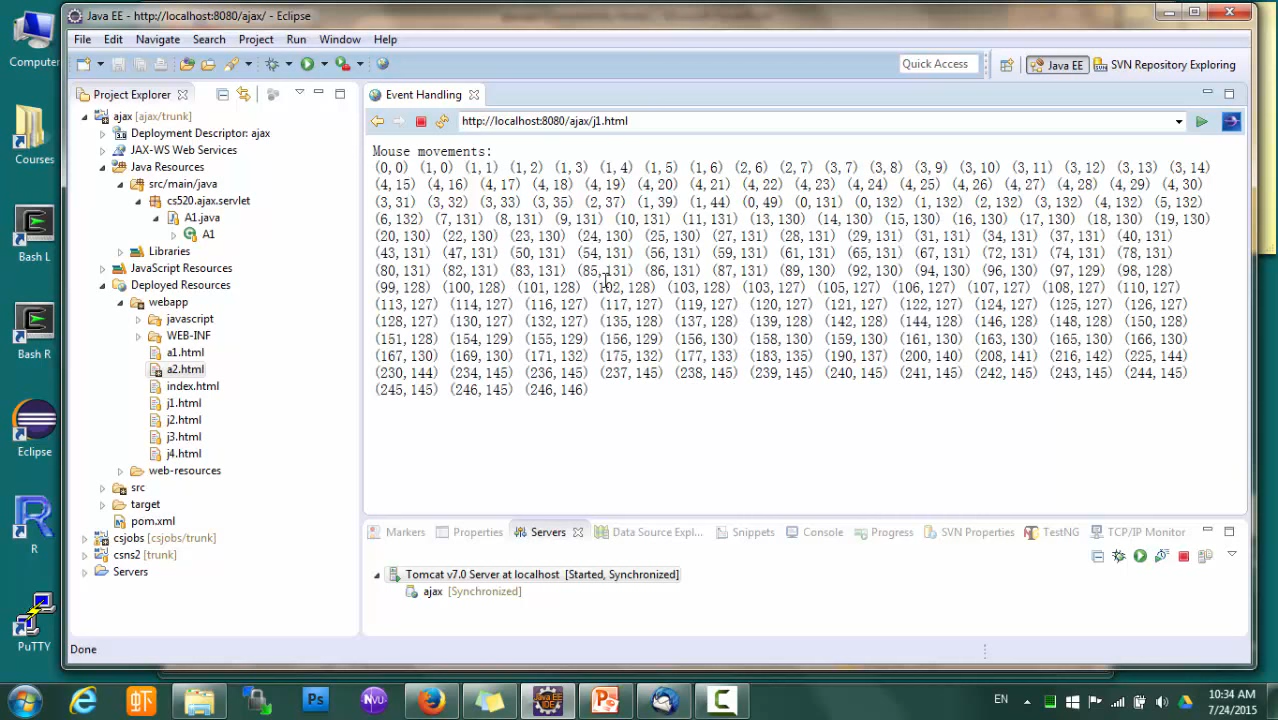 Java EE - http://localhost:8080/ajax/ - Eclipse
File Edit Navigate Search Project Run Window Help
Quick Access
Java EE
SVN Repository Exploring
Project Explorer
ajax [ajax/trunk]
Deployment Descriptor: ajax
JAX-WS Web Services
Java Resources
src/main/java
cs520.ajax.servlet
A1.java
A1
Libraries
JavaScript Resources
Deployed Resources
webapp
javascript
WEB-INF
a1.html
a2.html
index.html
j1.html
j2.html
j3.html
j4.html
web-resources
src
target
pom.xml
csjobs [csjobs/trunk]
csns2 [trunk]
Servers
Event Handling
http://localhost:8080/ajax/j1.html
Mouse movements:
(0, 0) (1, 0) (1, 1) (1, 2) (1, 3) (1, 4) (1, 5) (1, 6) (2, 6) (2, 7) (3, 7) (3, 8) (3, 9) (3, 10) (3, 11) (3, 12) (3, 13) (3, 14)
(4, 15) (4, 16) (4, 17) (4, 18) (4, 19) (4, 20) (4, 21) (4, 22) (4, 23) (4, 24) (4, 25) (4, 26) (4, 27) (4, 28) (4, 29) (4, 30)
(3, 31) (3, 32) (3, 33) (3, 35) (2, 37) (1, 39) (1, 44) (0, 49) (0, 131) (0, 132) (1, 132) (2, 132) (3, 132) (4, 132) (5, 132)
(6, 132) (7, 131) (8, 131) (9, 131) (10, 131) (11, 131) (13, 130) (14, 130) (15, 130) (16, 130) (17, 130) (18, 130) (19, 130)
(20, 130) (22, 130) (23, 130) (24, 130) (25, 130) (27, 131) (28, 131) (29, 131) (31, 131) (34, 131) (37, 131) (40, 131)
(43, 131) (47, 131) (50, 131) (54, 131) (56, 131) (59, 131) (61, 131) (65, 131) (67, 131) (72, 131) (74, 131) (78, 131)
(80, 131) (82, 131) (83, 131) (85, 131) (86, 131) (87, 131) (89, 130) (92, 130) (94, 130) (96, 130) (97, 129) (98, 128)
(99, 128) (100, 128) (101, 128) (102, 128) (103, 128) (103, 127) (105, 127) (106, 127) (107, 127) (108, 127) (110, 127)
(113, 127) (114, 127) (116, 127) (117, 127) (119, 127) (120, 127) (121, 127) (122, 127) (124, 127) (125, 127) (126, 127)
(128, 127) (130, 127) (132, 127) (135, 128) (137, 128) (139, 128) (142, 128) (144, 128) (146, 128) (148, 128) (150, 128)
(151, 128) (154, 129) (155, 129) (156, 129) (156, 130) (158, 130) (159, 130) (161, 130) (163, 130) (165, 130) (166, 130)
(167, 130) (169, 130) (171, 132) (175, 132) (177, 133) (183, 135) (190, 137) (200, 140) (208, 141) (216, 142) (225, 144)
(230, 144) (234, 145) (236, 145) (237, 145) (238, 145) (239, 145) (240, 145) (241, 145) (242, 145) (243, 145) (244, 145)
(245, 145) (246, 145) (246, 146)
Markers Properties Servers Data Source Expl... Snippets Console Progress SVN Properties TestNG TCP/IP Monitor
Tomcat v7.0 Server at localhost [Started, Synchronized]
ajax [Synchronized]
Done
Computer
Courses
Bash L
Bash R
Eclipse
R
PuTTY
EN
10:34 AM
7/24/2015